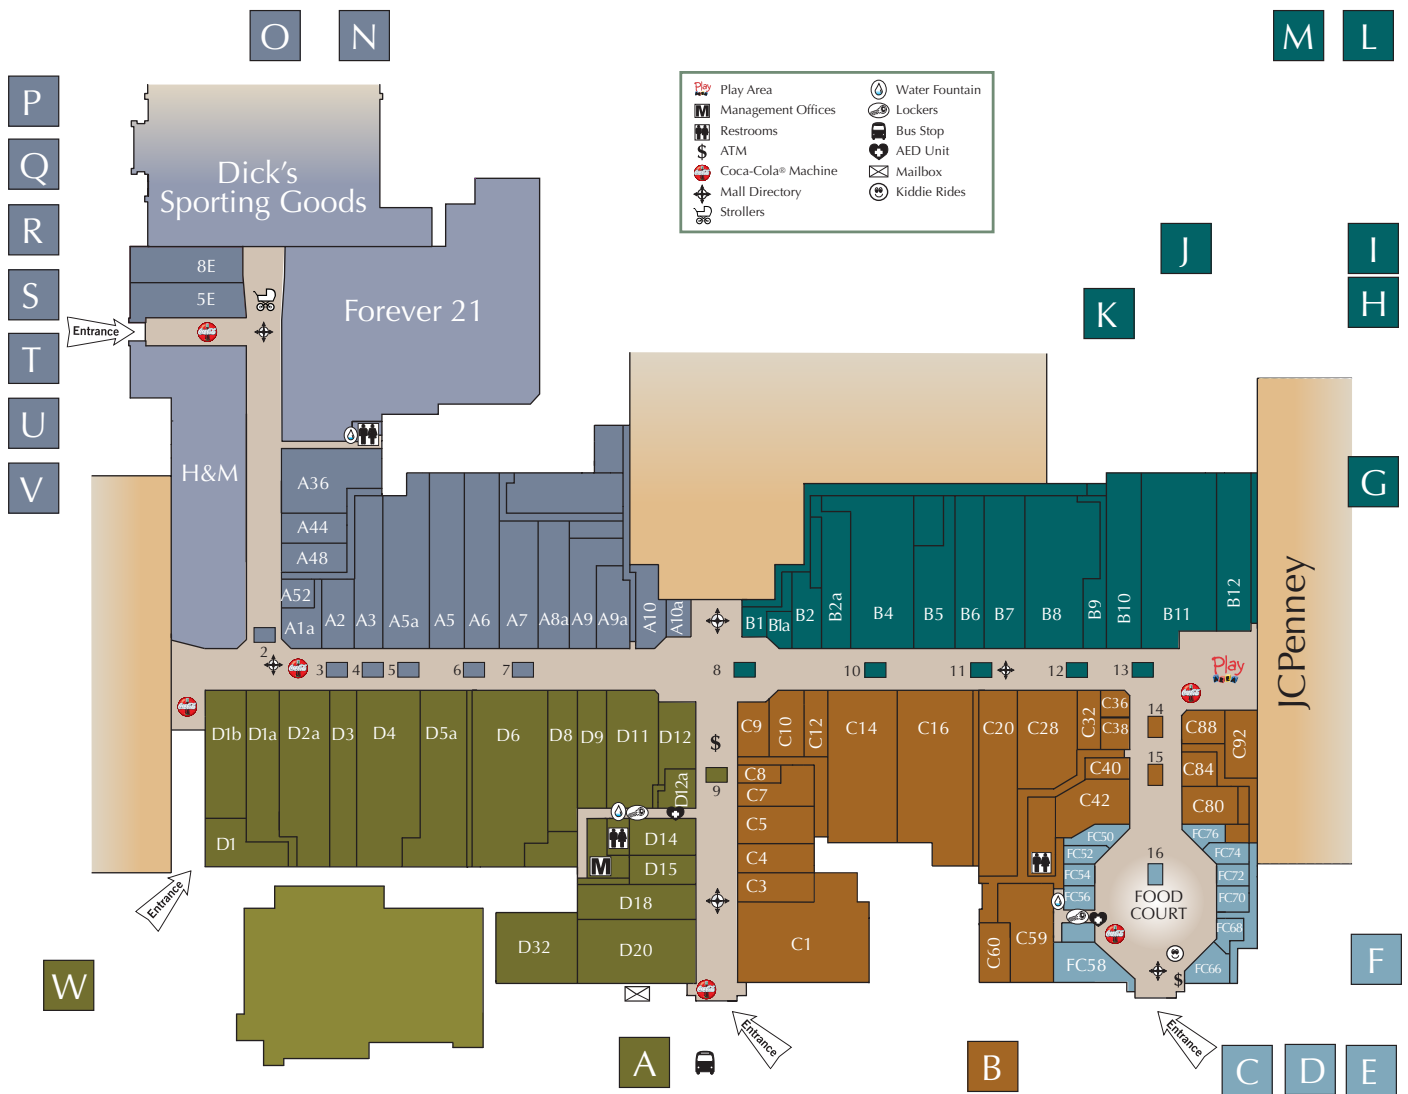 O
N
M
L
P
Q
R
S
T
U
V
Play
Play Area
M
Management Offices
Restrooms
$
ATM
Coca-Cola® Machine
Mall Directory
Strollers
Water Fountain
Lockers
Bus Stop
AED Unit
Mailbox
Kiddie Rides
Dick's
Sporting Goods
8E
5E
Entrance
Forever 21
H&M
J
I
H
K
G
A36
A44
A48
A52
A1a
A2
A3
A5a
A5
A6
A7
A8a
A9
A9a
A10
A10a
B1
B1a
B2
B2a
B4
B5
B6
B7
B8
B9
B10
B11
B12
JCPenney
2
3
4
5
6
7
8
10
11
12
13
Play
D1b
D1a
D2a
D3
D4
D5a
D6
D8
D9
D11
D12
D12a
D1
D14
D15
D18
D20
D32
M
$
9
C9
C10
C12
C14
C16
C20
C28
C32
C36
C38
C40
C42
C8
C7
C5
C4
C3
C1
C59
C60
14
15
16
C88
C92
C84
C80
FC50
FC52
FC54
FC56
FC58
FC76
FC74
FC72
FC70
FC68
FC66
FOOD
COURT
$
Entrance
Entrance
Entrance
W
A
B
C
D
E
F